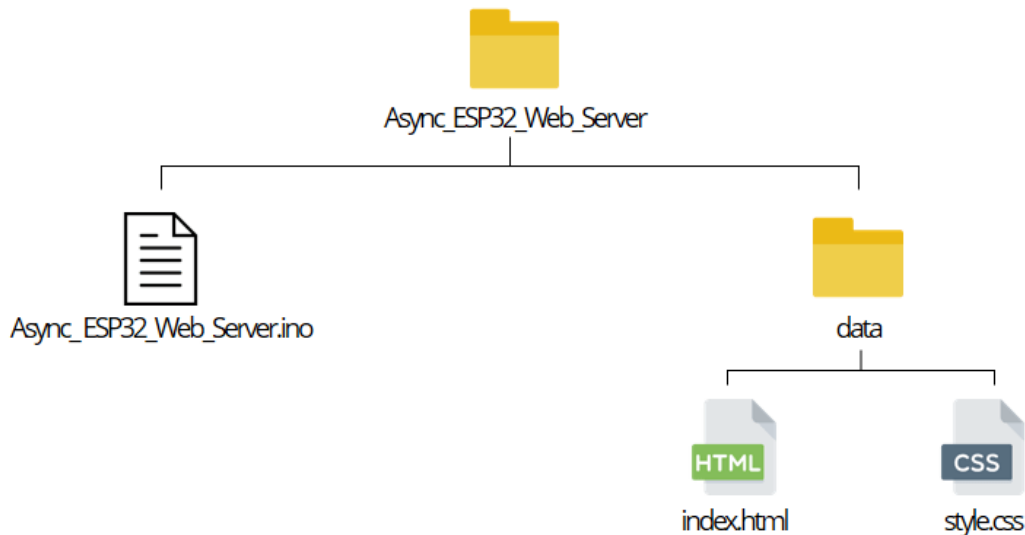 Async_ESP32_Web_Server
Async_ESP32_Web_Server.ino
data
HTML
CSS
index.html
style.css